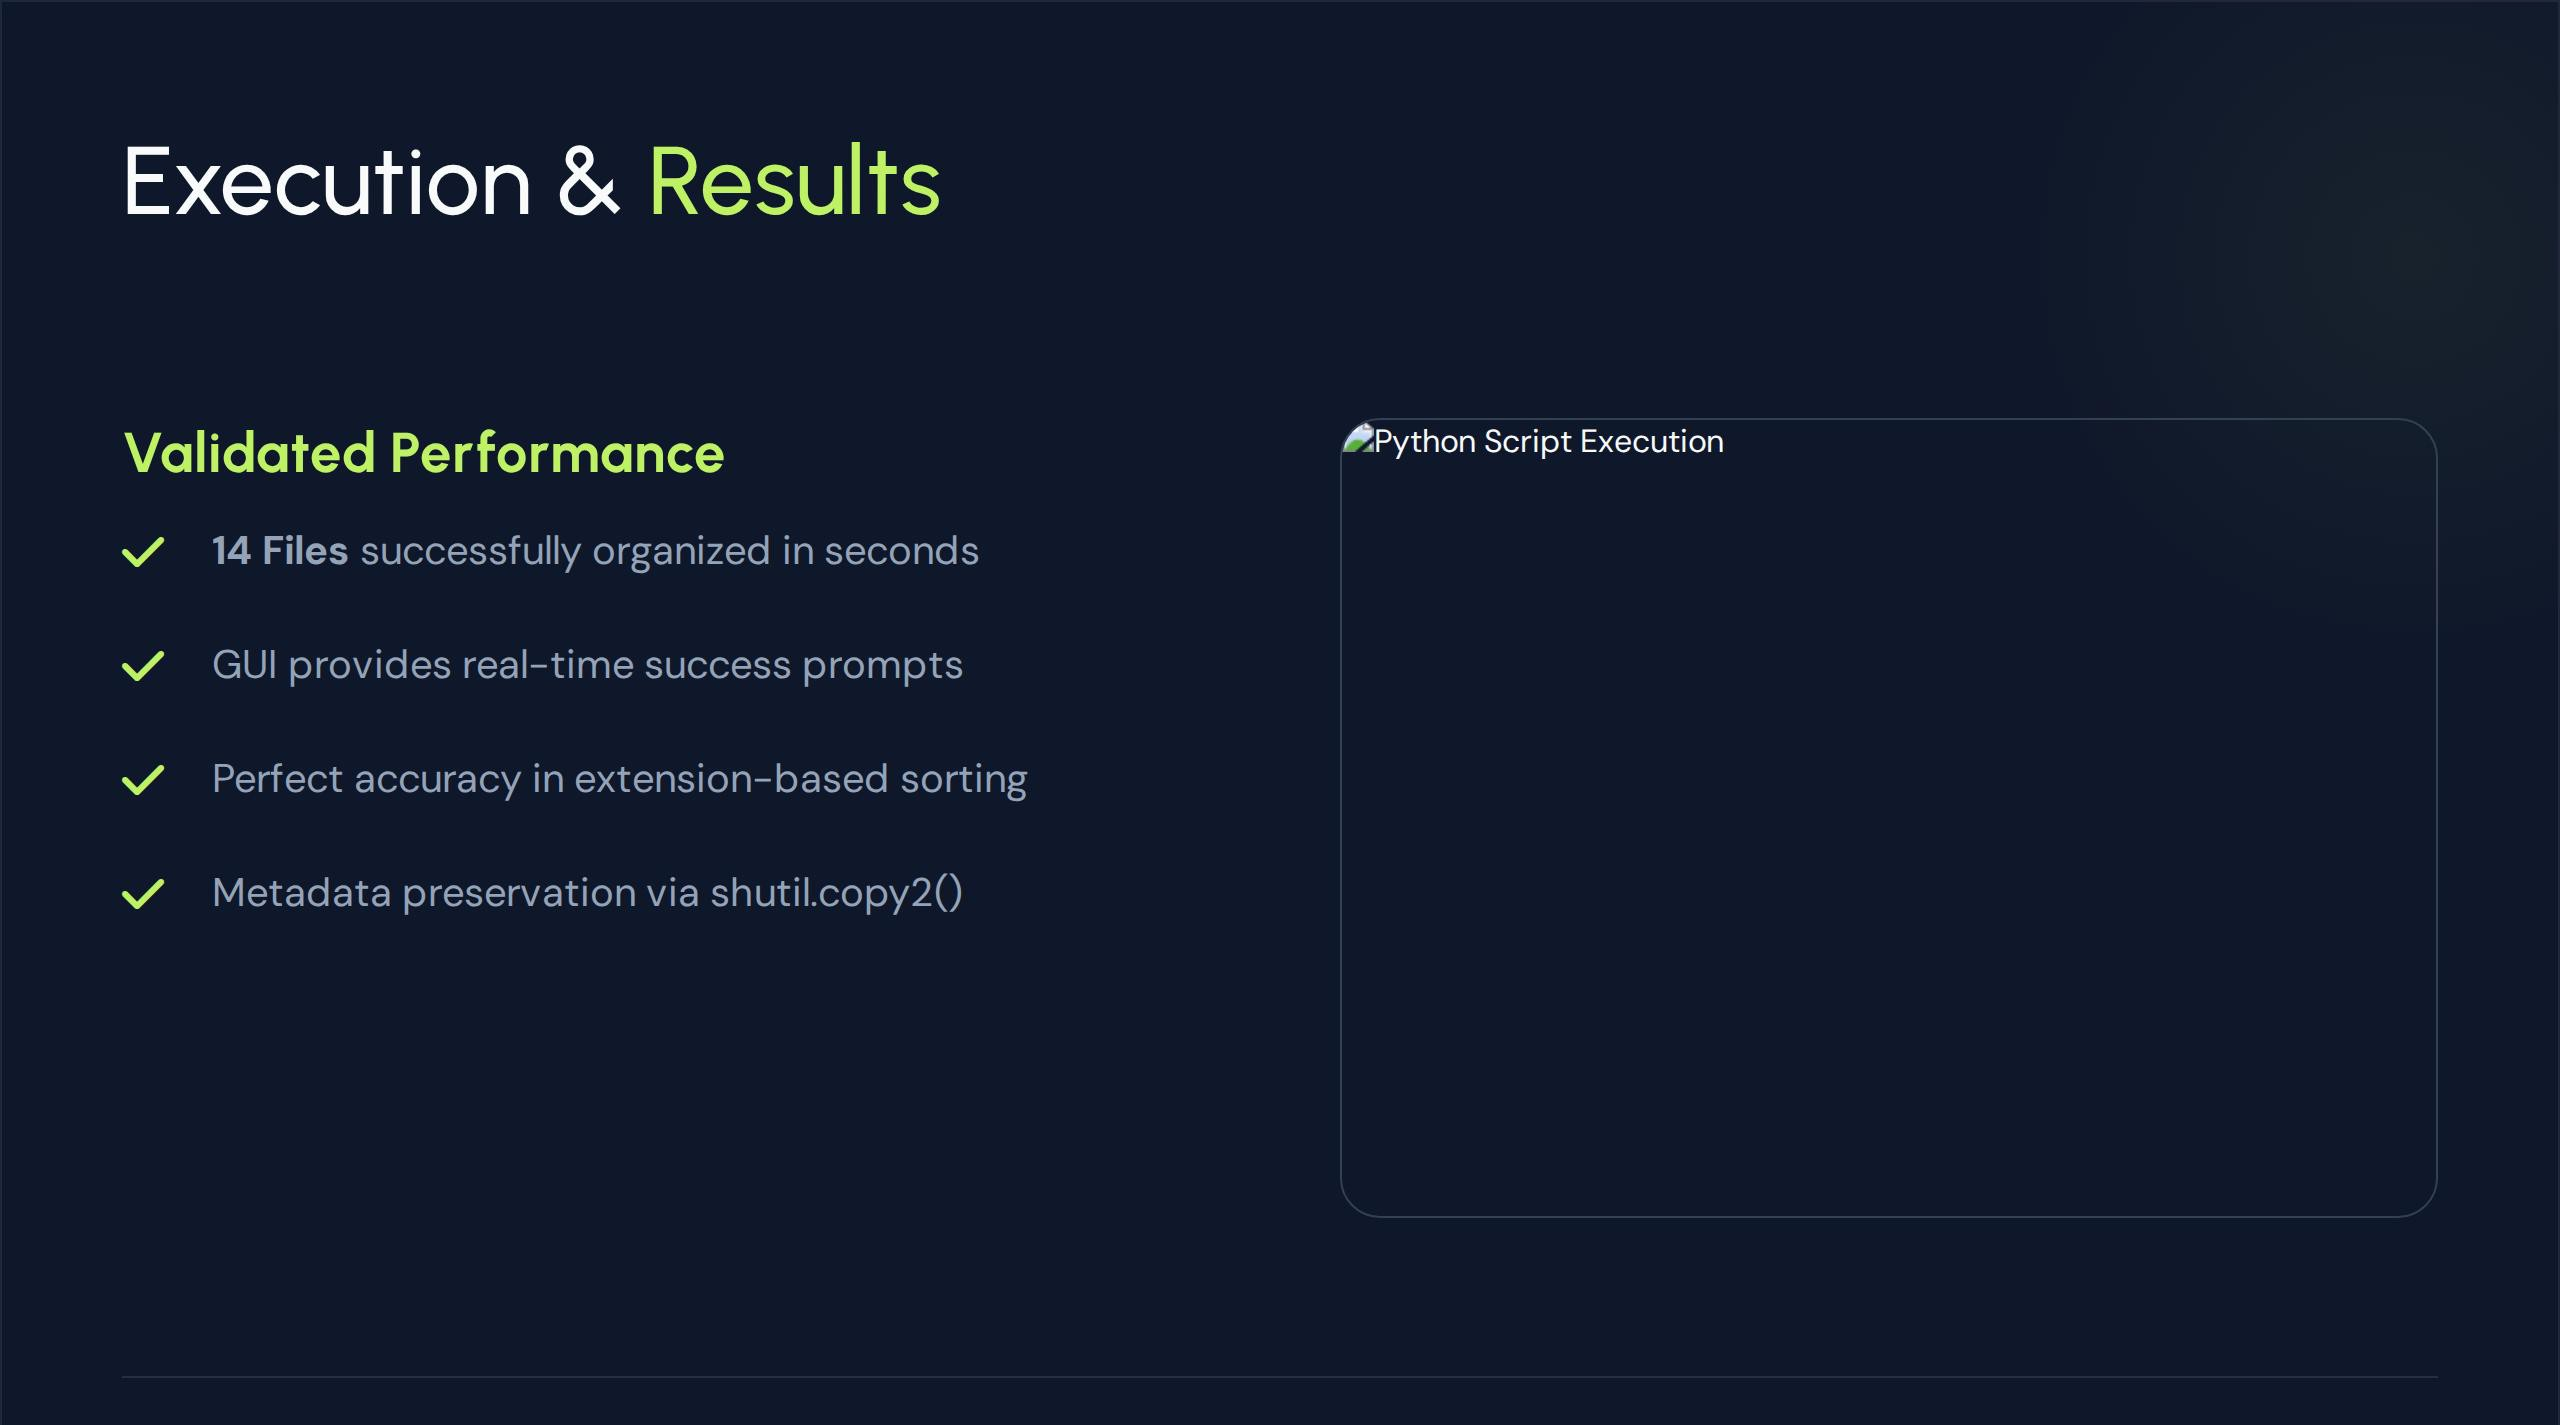 Execution & Results
Validated Performance
14 Files successfully organized in seconds
GUI provides real-time success prompts
Perfect accuracy in extension-based sorting
Metadata preservation via shutil.copy2()
Python Script Execution